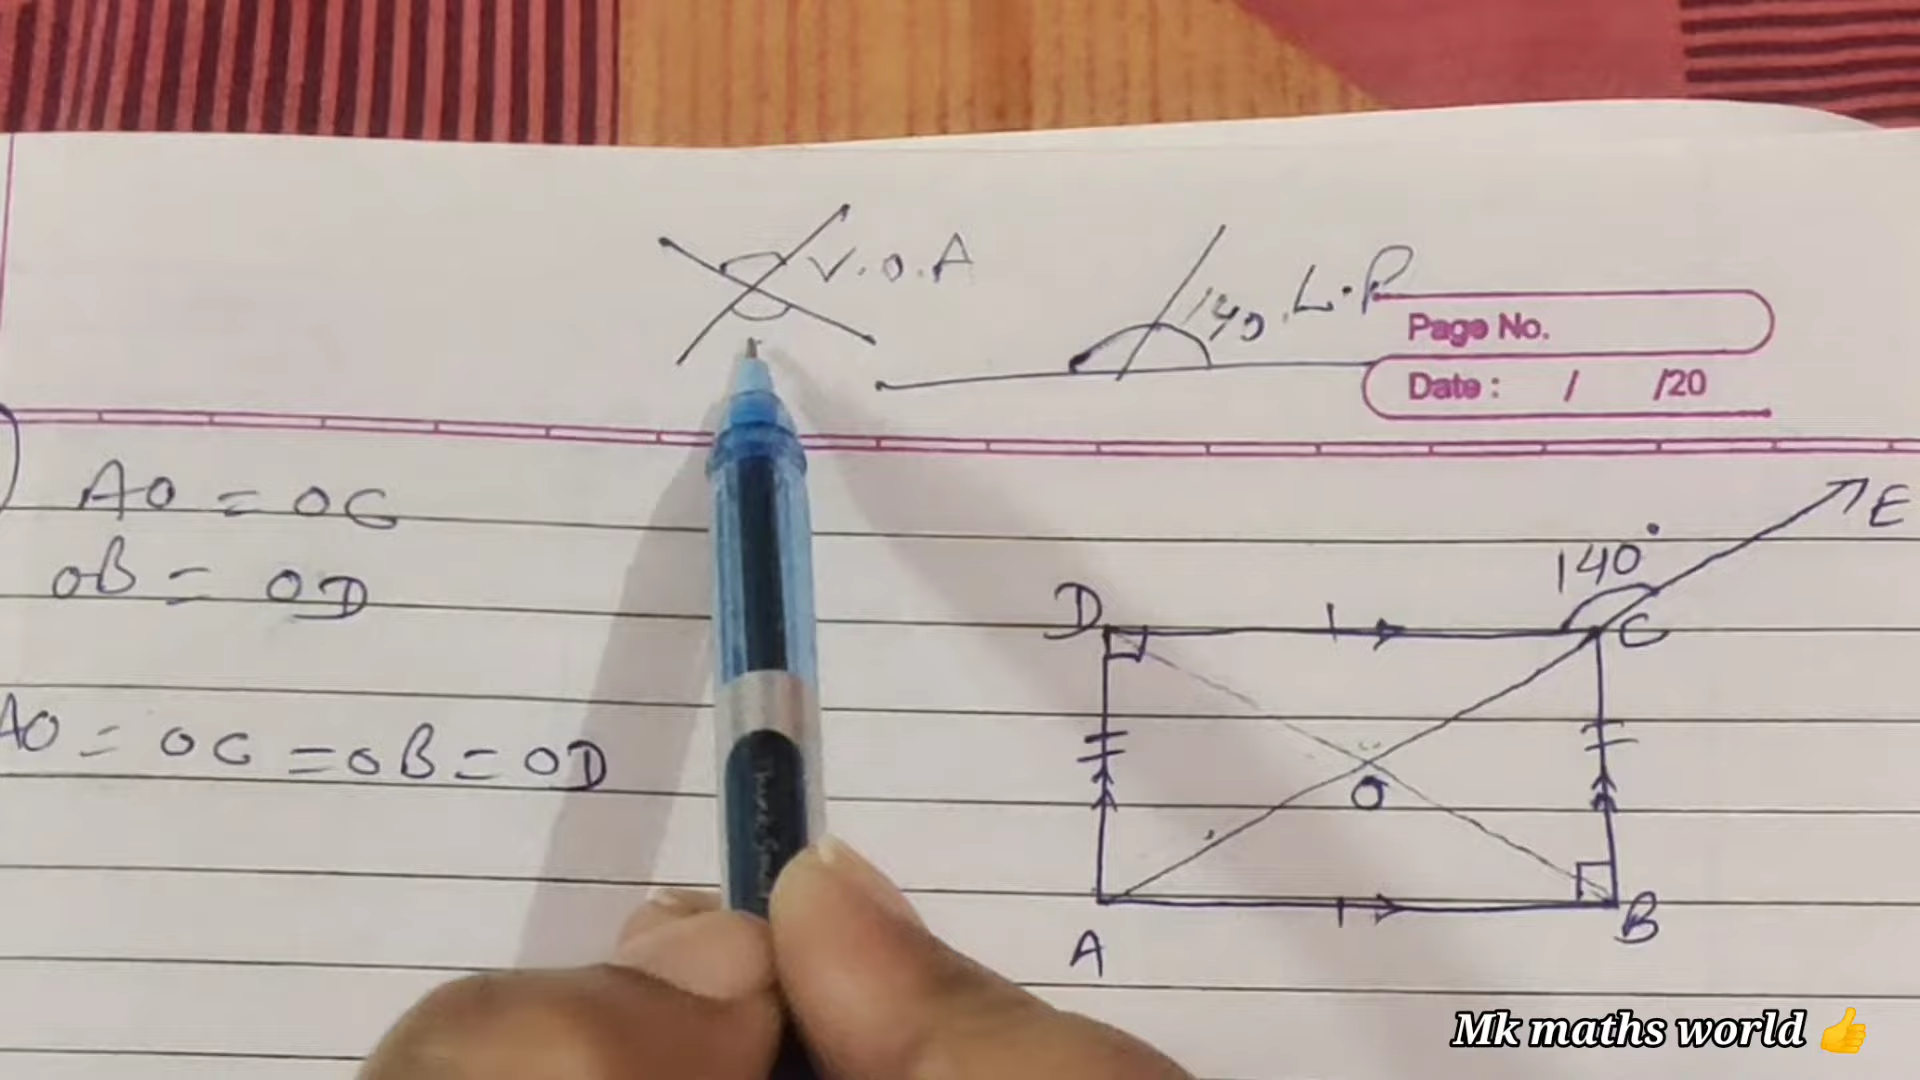 V.O.A
140 L.P
Page No.
Date : / /20
AO = OC
OB = OD
AO = OC = OB = OD
E
140°
D
C
O
A
B
Mk maths world 👍